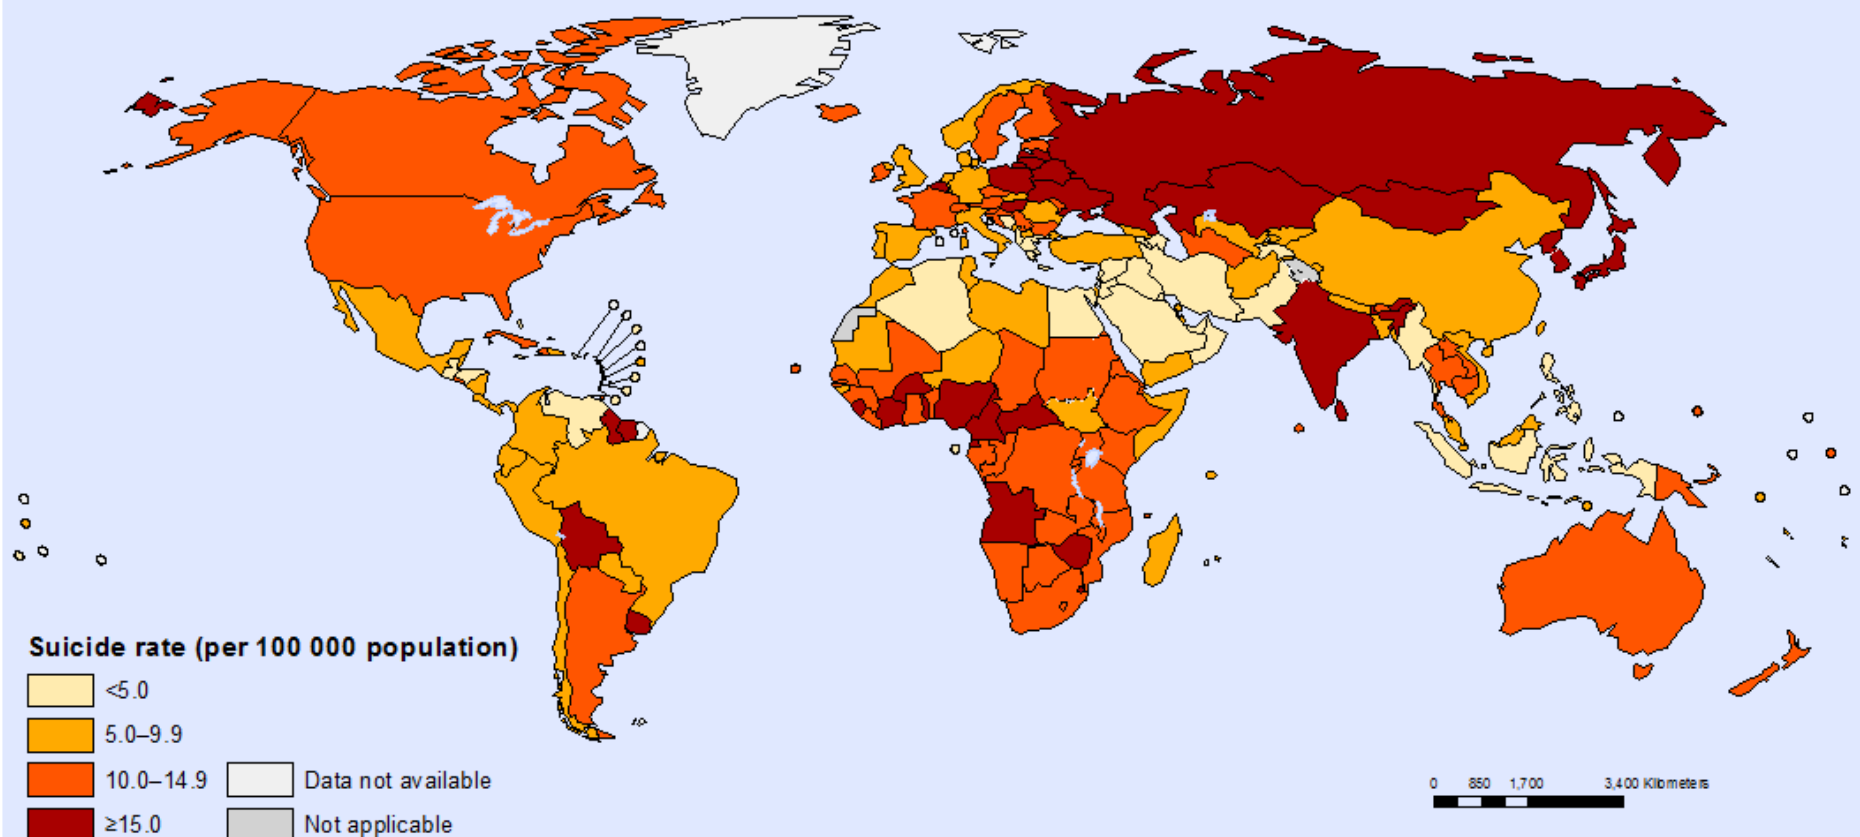 Suicide rate (per 100 000 population)
<5.0
5.0–9.9
10.0–14.9
Data not available
≥15.0
Not applicable
0 850 1,700 3,400 Kilometers